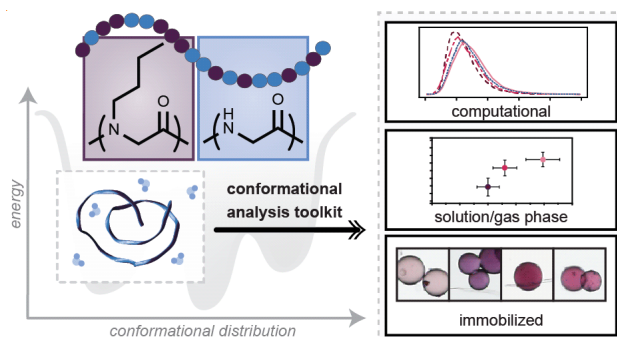 O
N
H
N
O
energy
conformational
analysis toolkit
conformational distribution
computational
solution/gas phase
immobilized